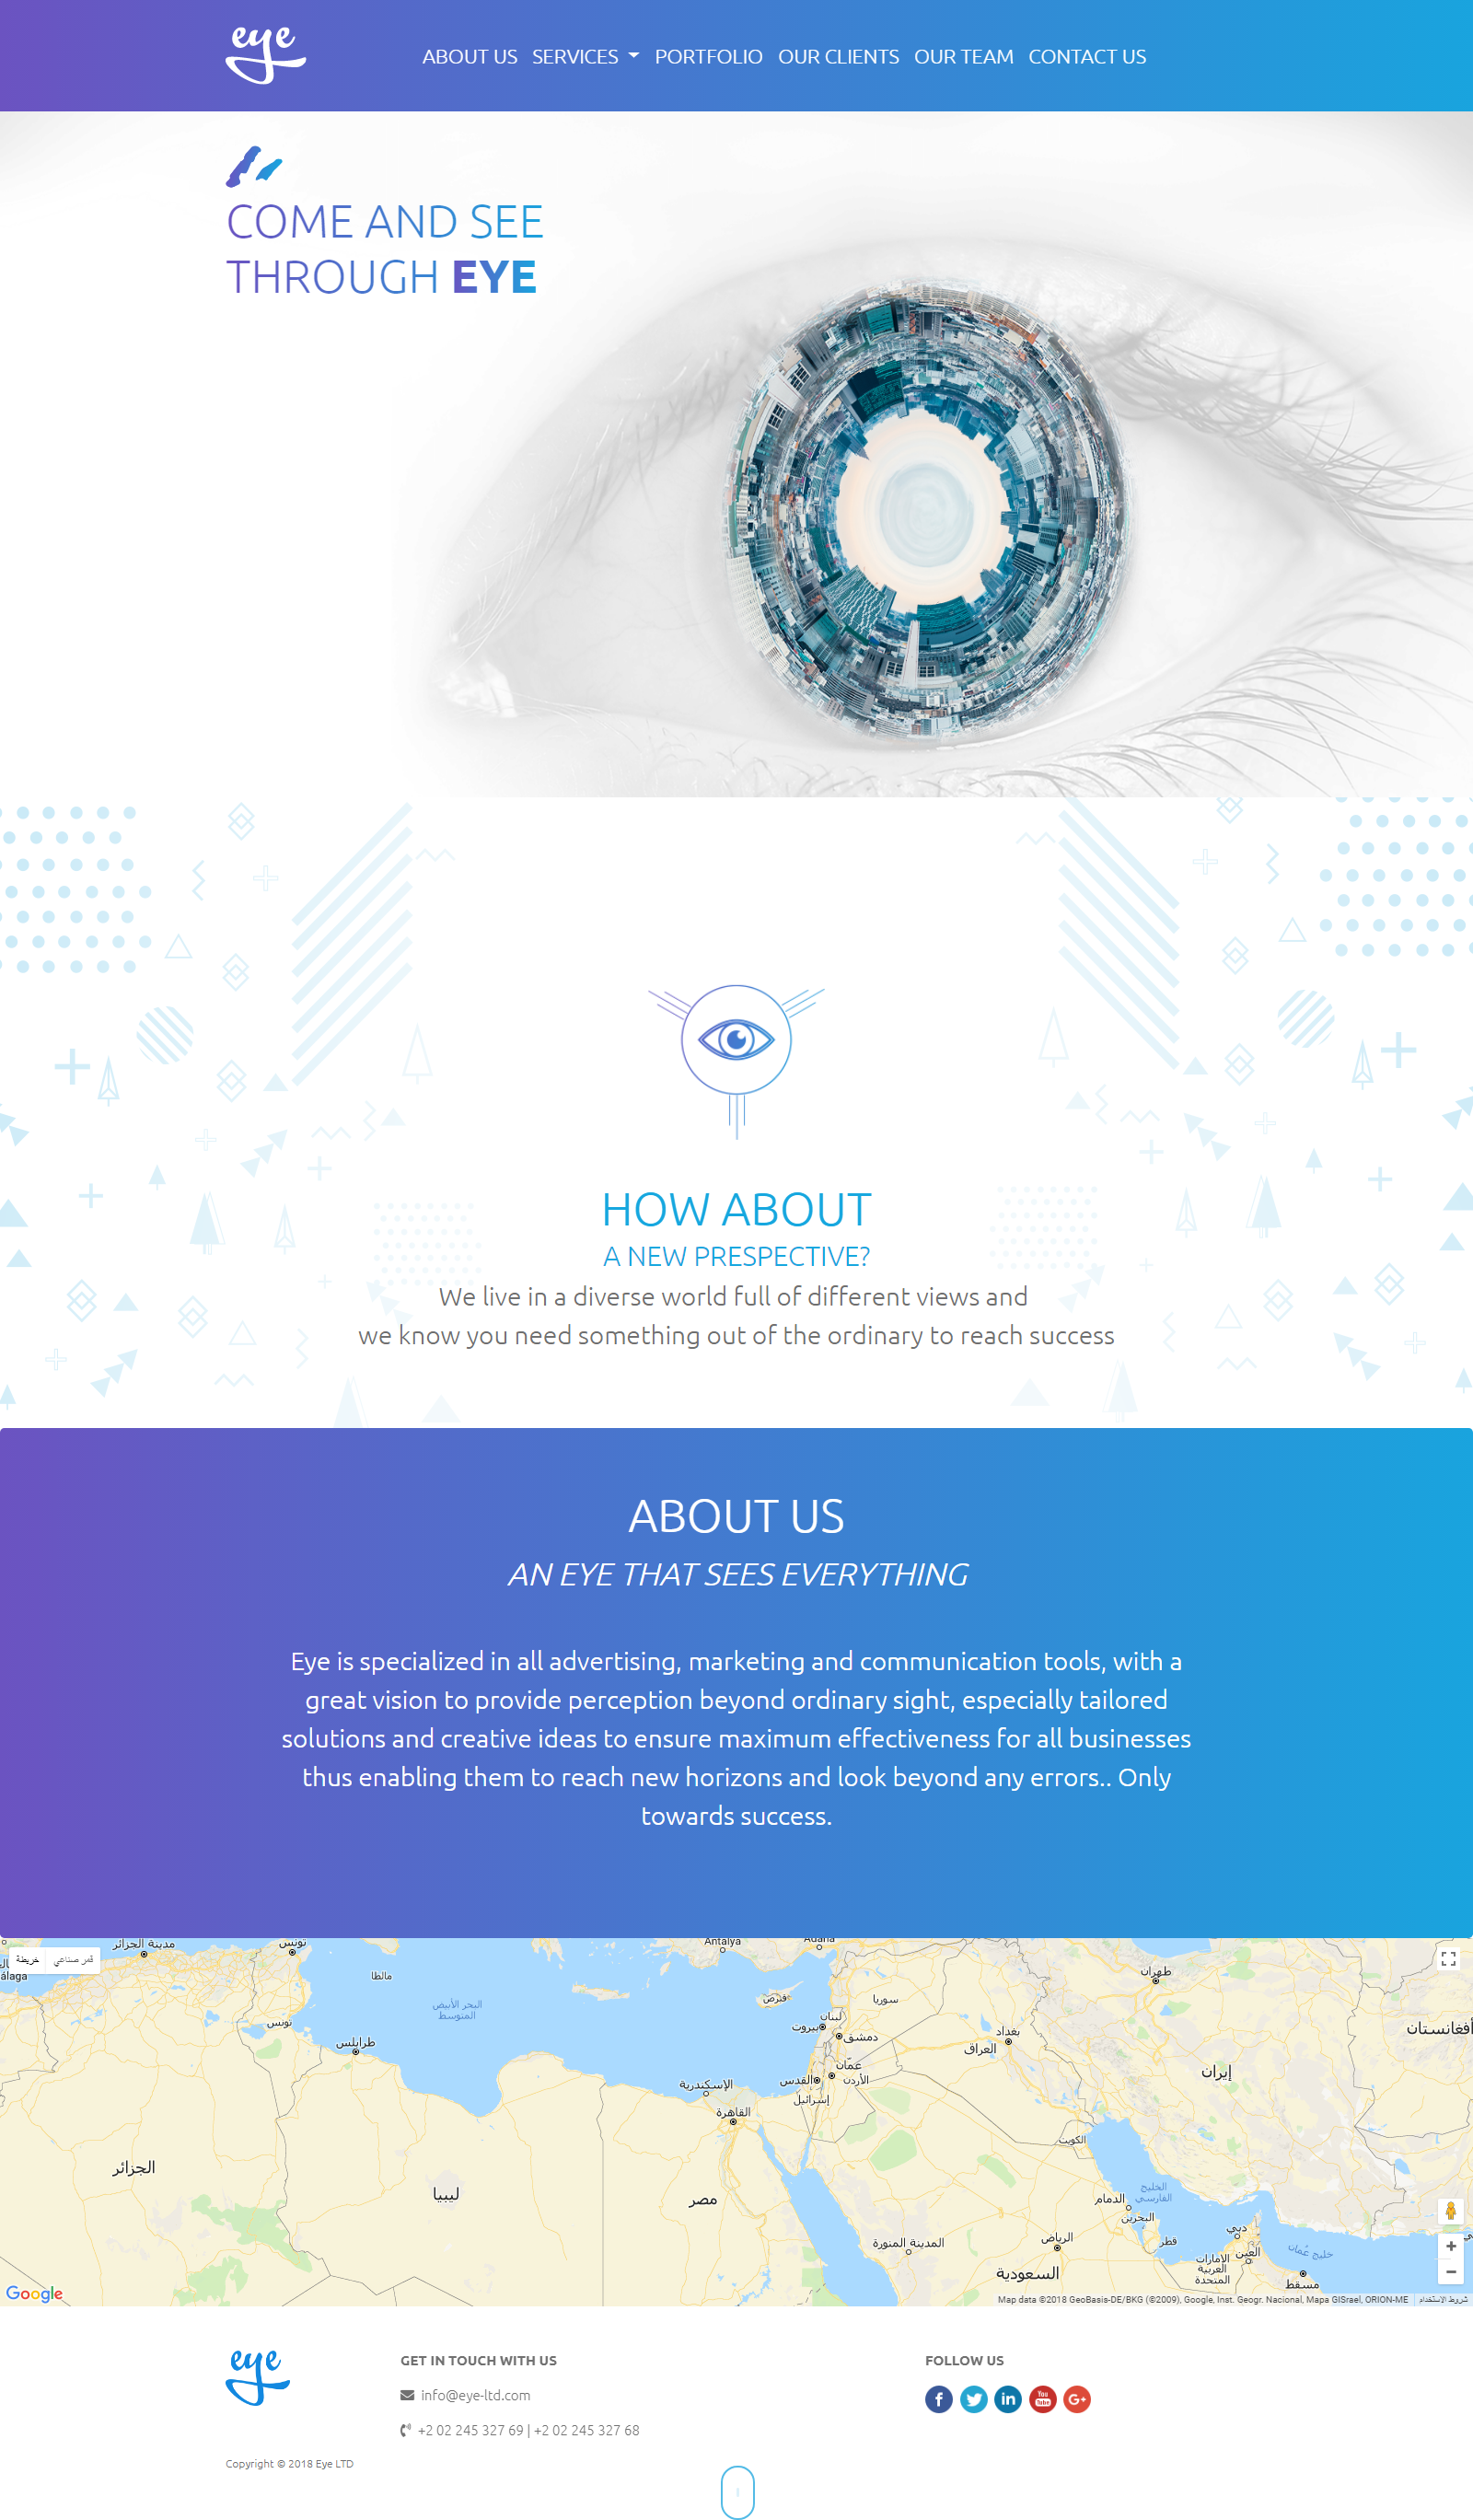 eye
ABOUT US SERVICES PORTFOLIO OUR CLIENTS OUR TEAM CONTACT US
COME AND SEE
THROUGH EYE
HOW ABOUT
A NEW PRESPECTIVE?
We live in a diverse world full of different views and
we know you need something out of the ordinary to reach success
ABOUT US
AN EYE THAT SEES EVERYTHING
Eye is specialized in all advertising, marketing and communication tools, with a
great vision to provide perception beyond ordinary sight, especially tailored
solutions and creative ideas to ensure maximum effectiveness for all businesses
thus enabling them to reach new horizons and look beyond any errors.. Only
towards success.
مدينة الجزائر
تونس
Antalya
Adana
خريطة
قمر صناعي
álaga
مالطا
طهران
البحر الأبيض
المتوسط
قبرص
سوريا
تونس
لبنان
بيروت
طرابلس
دمشق
بغداد
العراق
أفغانستان
عمّان
القدس
الأردن
إيران
الإسكندرية
إسرائيل
القاهرة
الكويت
الجزائر
ليبيا
مصر
الخليج
الفارسي
الدمام
البحرين
قطر
دبي
المدينة المنورة
الرياض
العين
خليج عُمان
الامارات
العربية
المتحدة
السعودية
مسقط
Google
Map data ©2018 GeoBasis-DE/BKG (©2009), Google, Inst. Geogr. Nacional, Mapa GISrael, ORION-ME
شروط الاستخدام
eye
GET IN TOUCH WITH US
FOLLOW US
info@eye-ltd.com
You Tube
+2 02 245 327 69 | +2 02 245 327 68
Copyright © 2018 Eye LTD